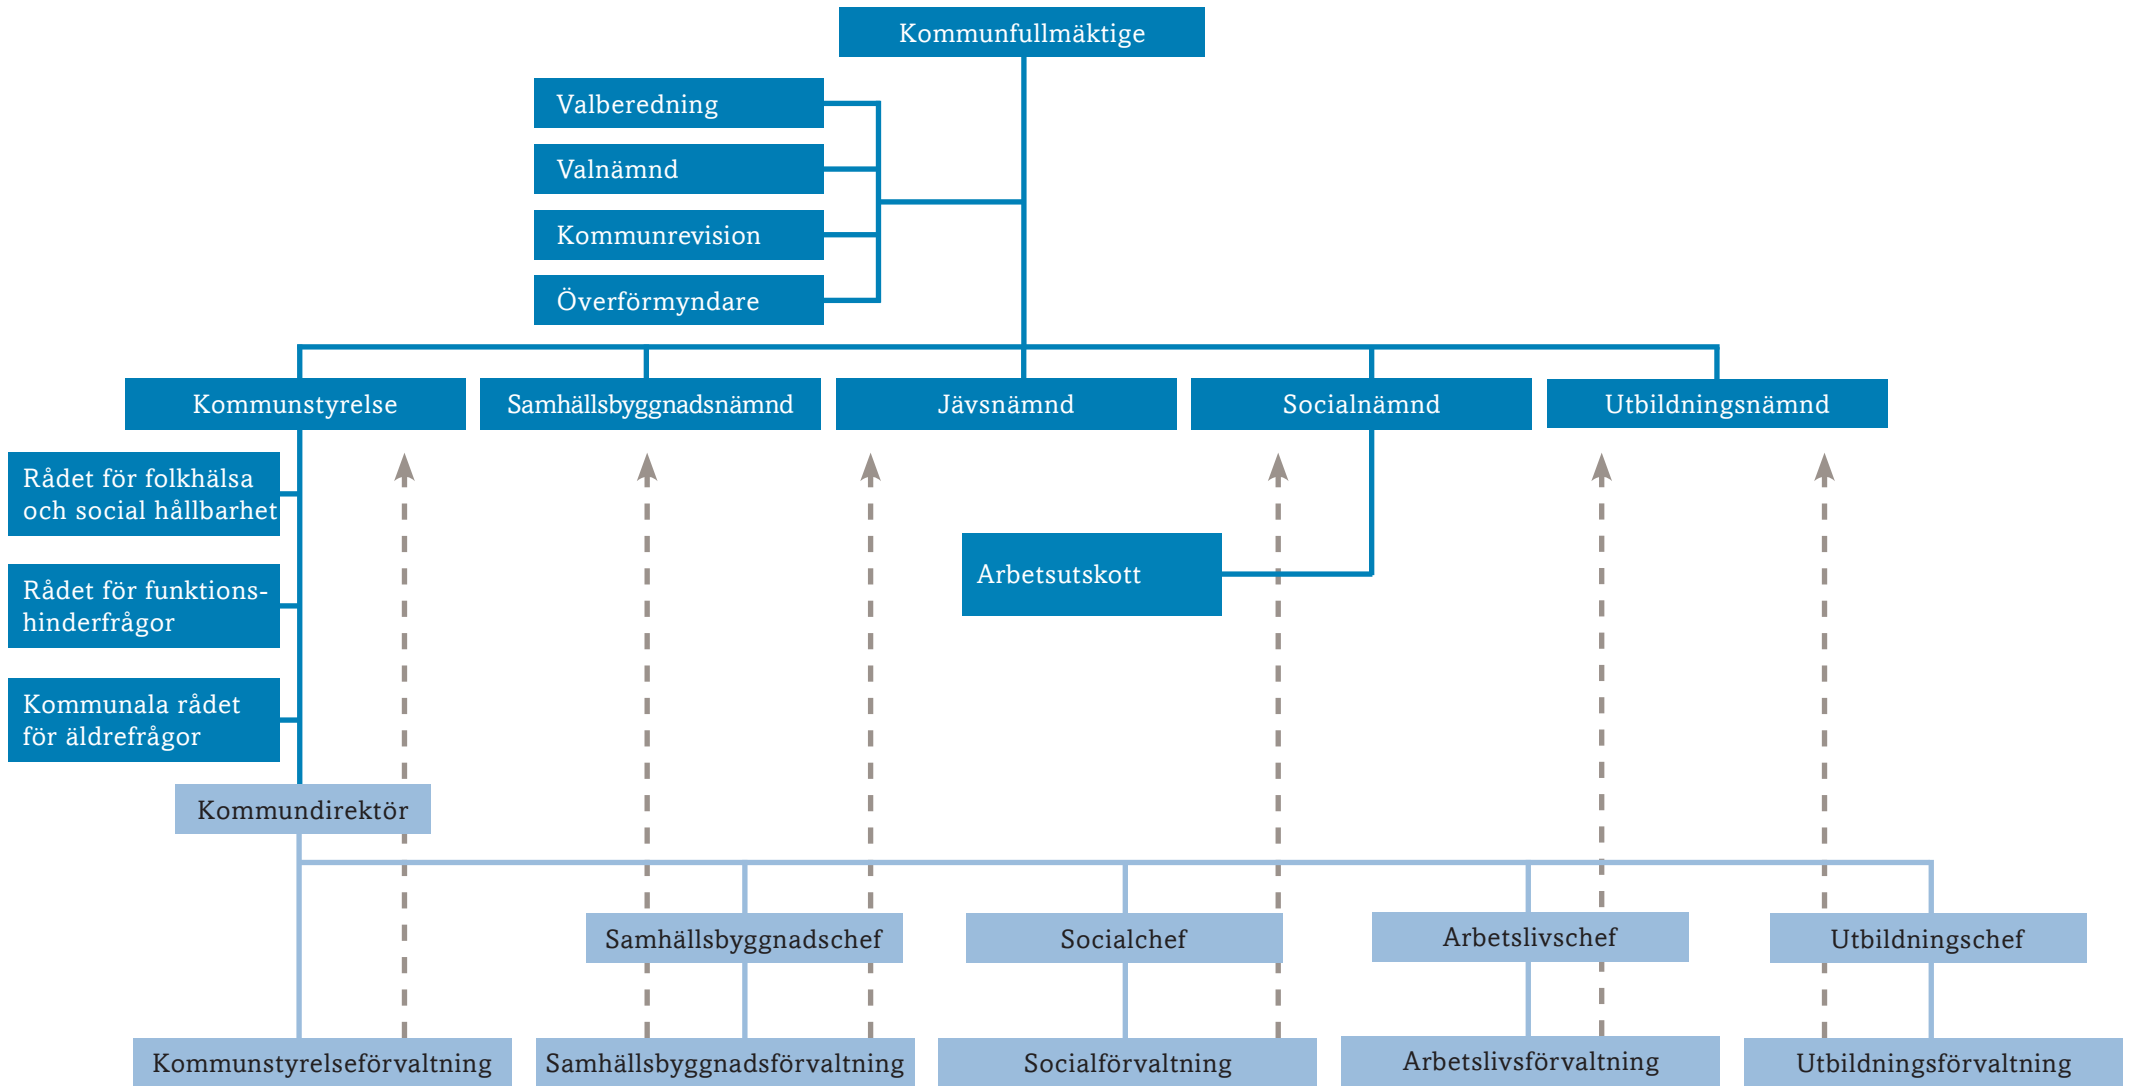 Kommunfullmäktige
Valberedning
Valnämnd
Kommunrevision
Överförmyndare
Kommunstyrelse
Samhällsbyggnadsnämnd
Jävsnämnd
Socialnämnd
Utbildningsnämnd
Rådet för folkhälsa
och social hållbarhet
Arbetsutskott
Rådet för funktions-
hinderfrågor
Kommunala rådet
för äldrefrågor
Kommundirektör
Samhällsbyggnadschef
Socialchef
Arbetslivschef
Utbildningschef
Kommunstyrelseförvaltning
Samhällsbyggnadsförvaltning
Socialförvaltning
Arbetslivsförvaltning
Utbildningsförvaltning